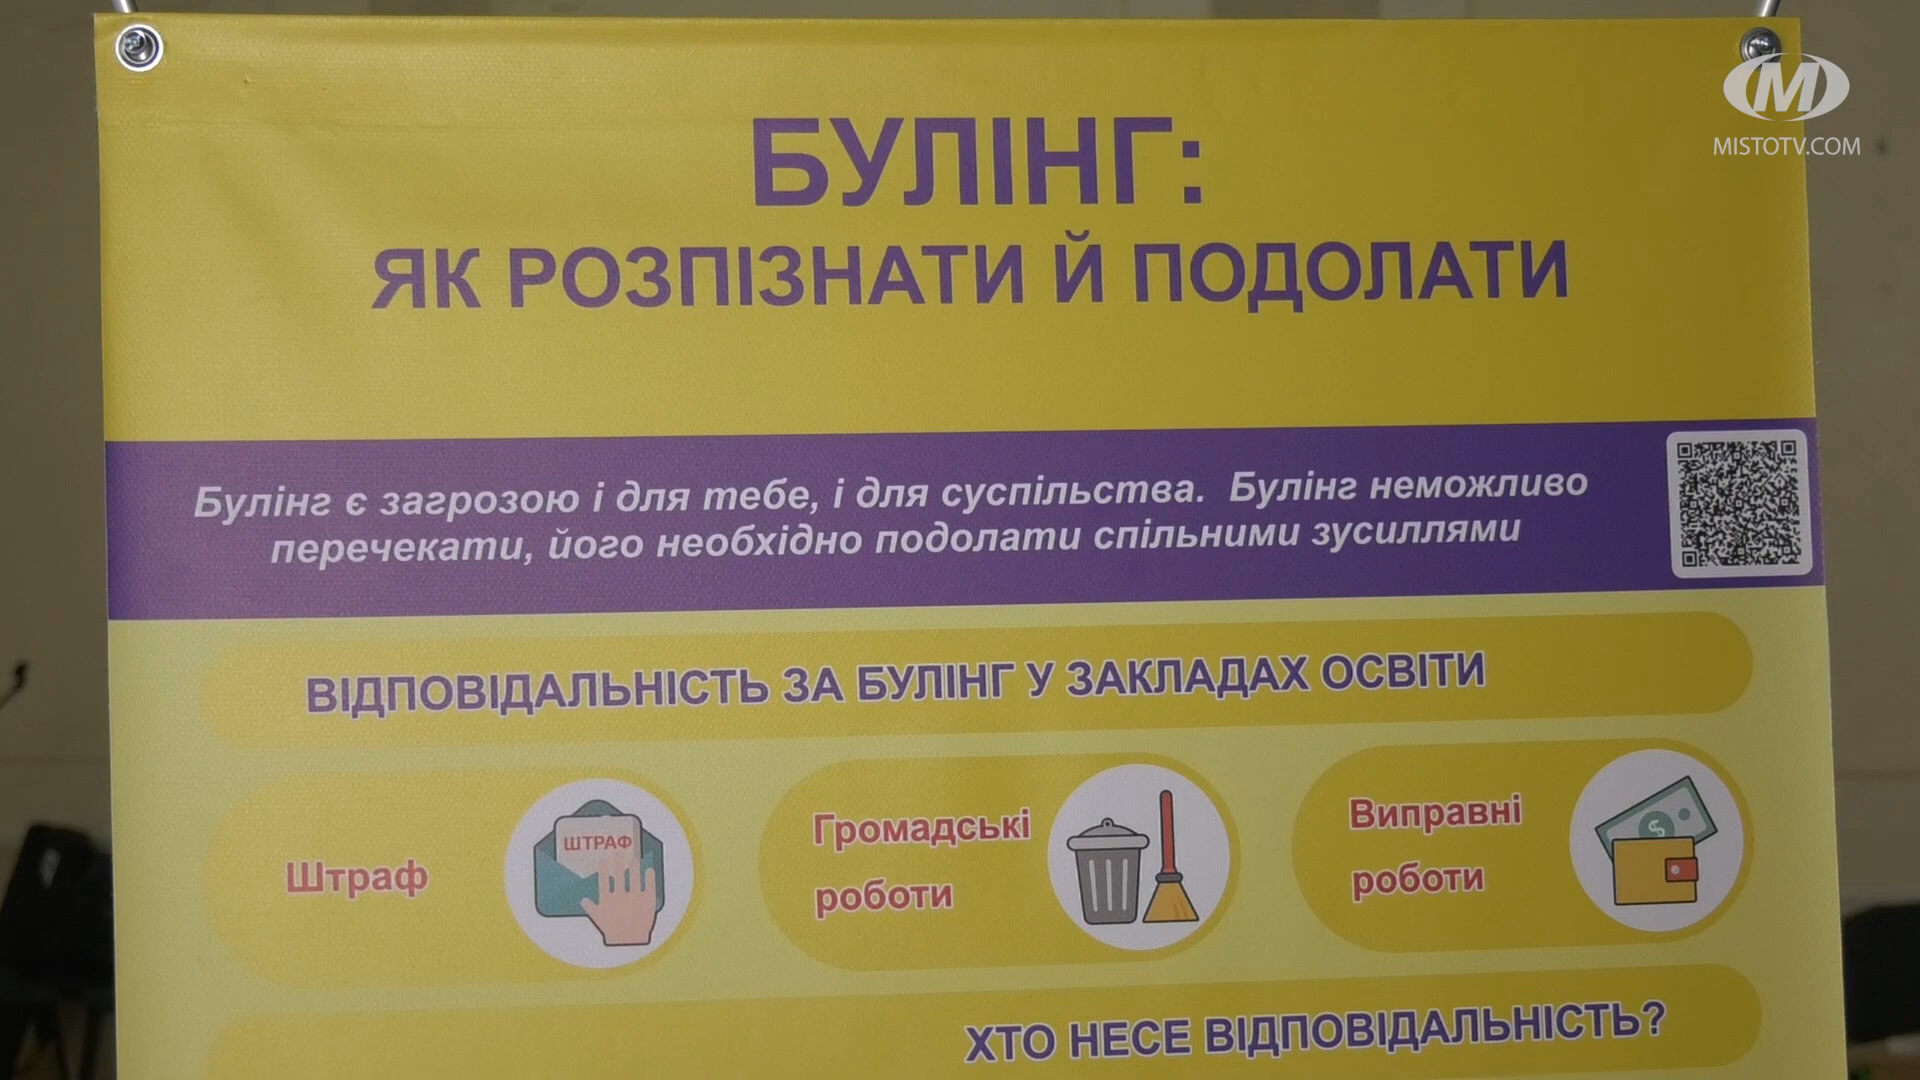 M
MISTOTV.COM
БУЛІНГ:
ЯК РОЗПІЗНАТИ Й ПОДОЛАТИ
Булінг є загрозою і для тебе, і для суспільства. Булінг неможливо
перечекати, його необхідно подолати спільними зусиллями
ВІДПОВІДАЛЬНІСТЬ ЗА БУЛІНГ У ЗАКЛАДАХ ОСВІТИ
Штраф
ШТРАФ
Громадські
роботи
Виправні
роботи
$
ХТО НЕСЕ ВІДПОВІДАЛЬНІСТЬ?